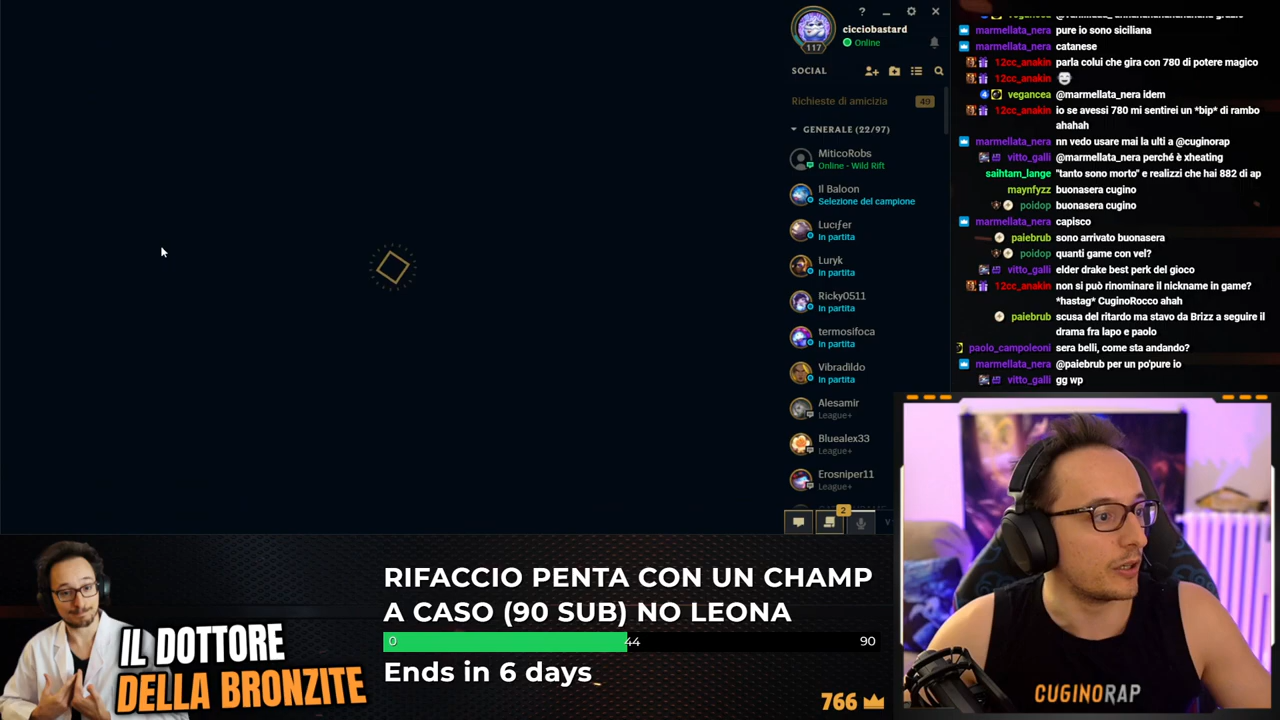 cicciobastard
117
Online
SOCIAL
Richieste di amicizia
49
GENERALE (22/97)
MiticoRobs
Online - Wild Rift
Il Baloon
Selezione del campione
Lucıfer
In partita
Luryk
In partita
Ricky0511
In partita
termosifoca
In partita
Vibradildo
In partita
Alesamir
League+
Bluealex33
League+
Erosniper11
League+
2
marmellata_nera pure io sono siciliana
marmellata_nera catanese
12cc_anakin parla colui che gira con 780 di potere magico
12cc_anakin
vegancea @marmellata_nera idem
12cc_anakin io se avessi 780 mi sentirei un *bip* di rambo
ahahah
marmellata_nera nn vedo usare mai la ulti a @cuginorap
vitto_galli @marmellata_nera perché è xheating
saihtam_lange "tanto sono morto" e realizzi che hai 882 di ap
maynfyzz buonasera cugino
poidop buonasera cugino
marmellata_nera capisco
paiebrub sono arrivato buonasera
poidop quanti game con vel?
vitto_galli elder drake best perk del gioco
12cc_anakin non si può rinominare il nickname in game?
*hastag* CuginoRocco ahah
paiebrub scusa del ritardo ma stavo da Brizz a seguire il
drama fra lapo e paolo
paolo_campoleoni sera belli, come sta andando?
marmellata_nera @paiebrub per un po'pure io
vitto_galli gg wp
IL DOTTORE
DELLA BRONZITE
RIFACCIO PENTA CON UN CHAMP
A CASO (90 SUB) NO LEONA
0 44 90
Ends in 6 days
766
CUGINORAP